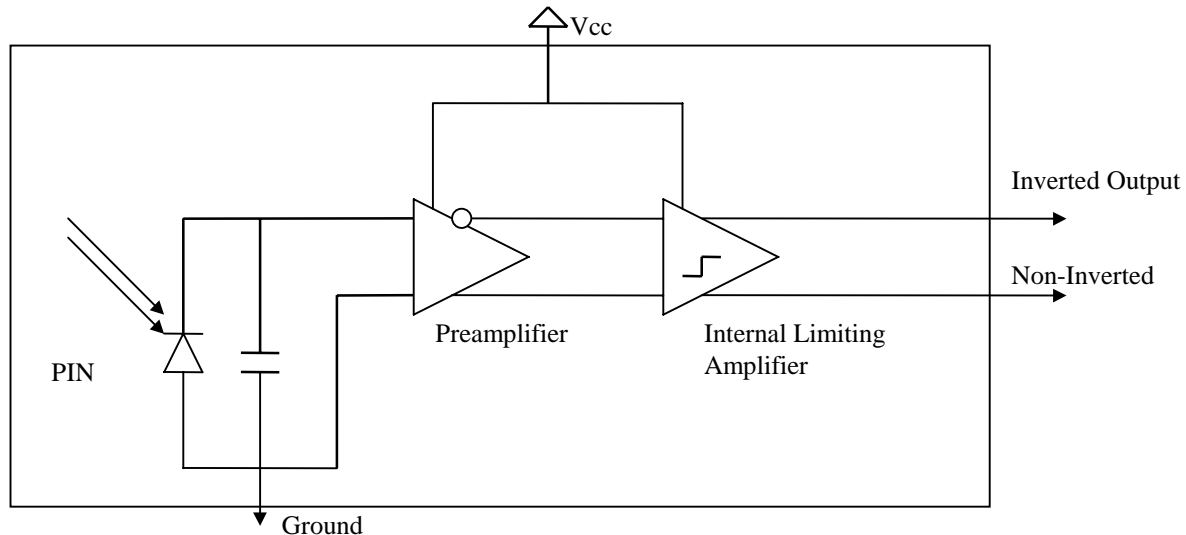 Vcc
Inverted Output
Non-Inverted
Preamplifier
Internal Limiting
Amplifier
PIN
Ground